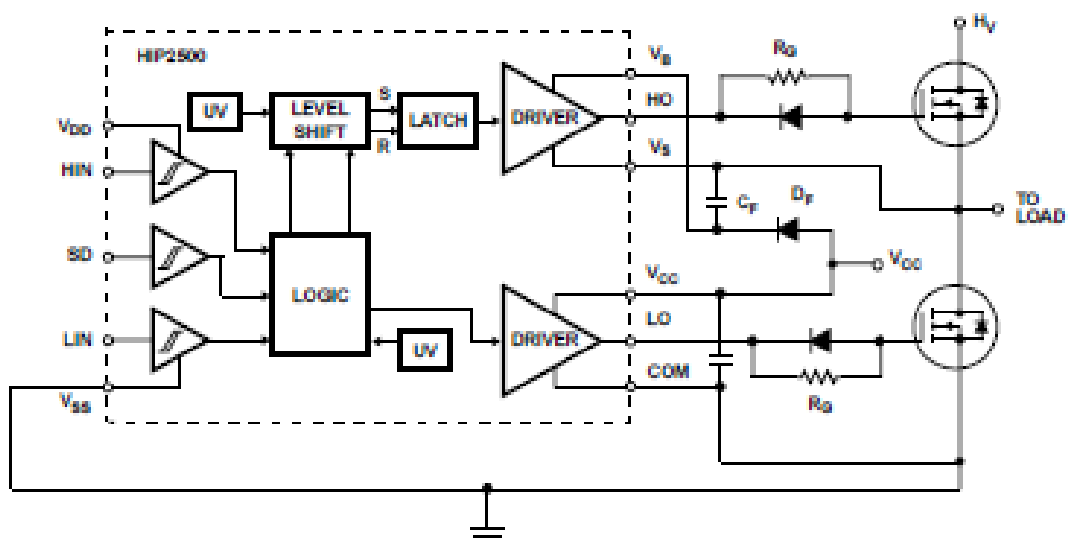 HIP2500
H_V
R_G
V_B
S
UV
LEVEL SHIFT
LATCH
DRIVER
HO
V_DD
R
HIN
V_S
C_F
D_F
TO LOAD
SD
LOGIC
V_CC
V_CC
LO
LIN
DRIVER
UV
COM
V_SS
R_G